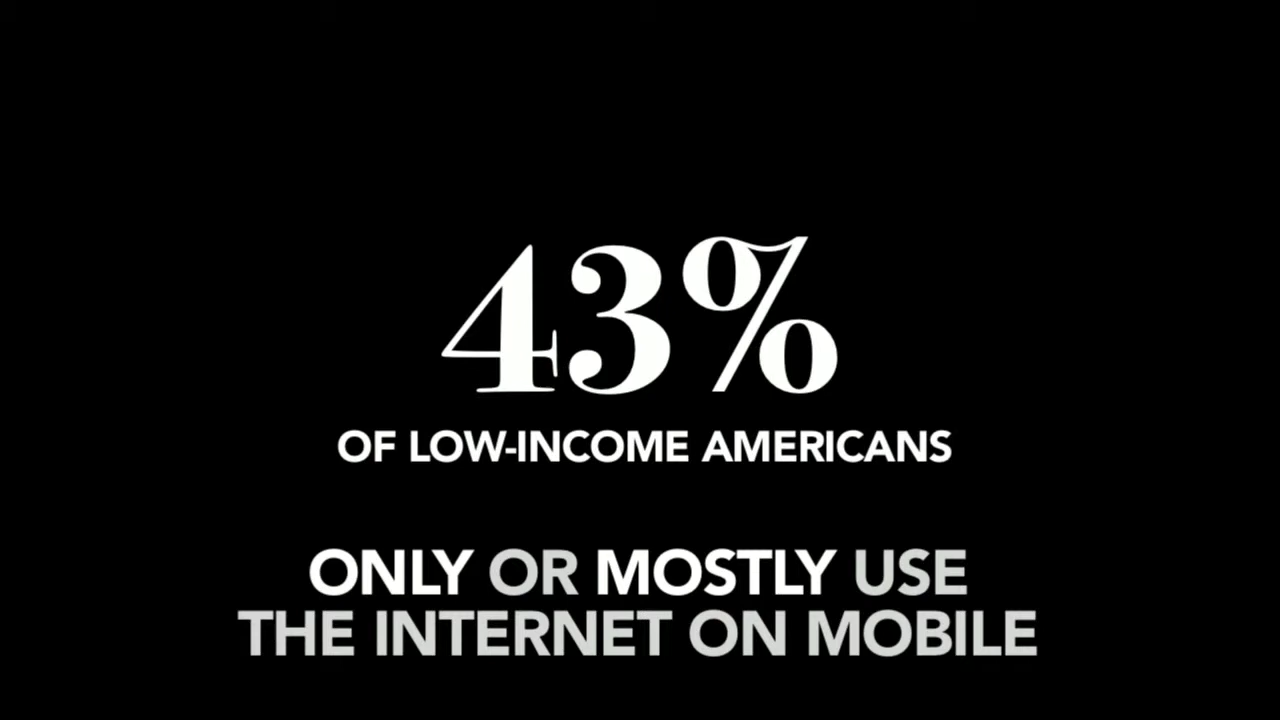 43%
OF LOW-INCOME AMERICANS
ONLY OR MOSTLY USE
THE INTERNET ON MOBILE